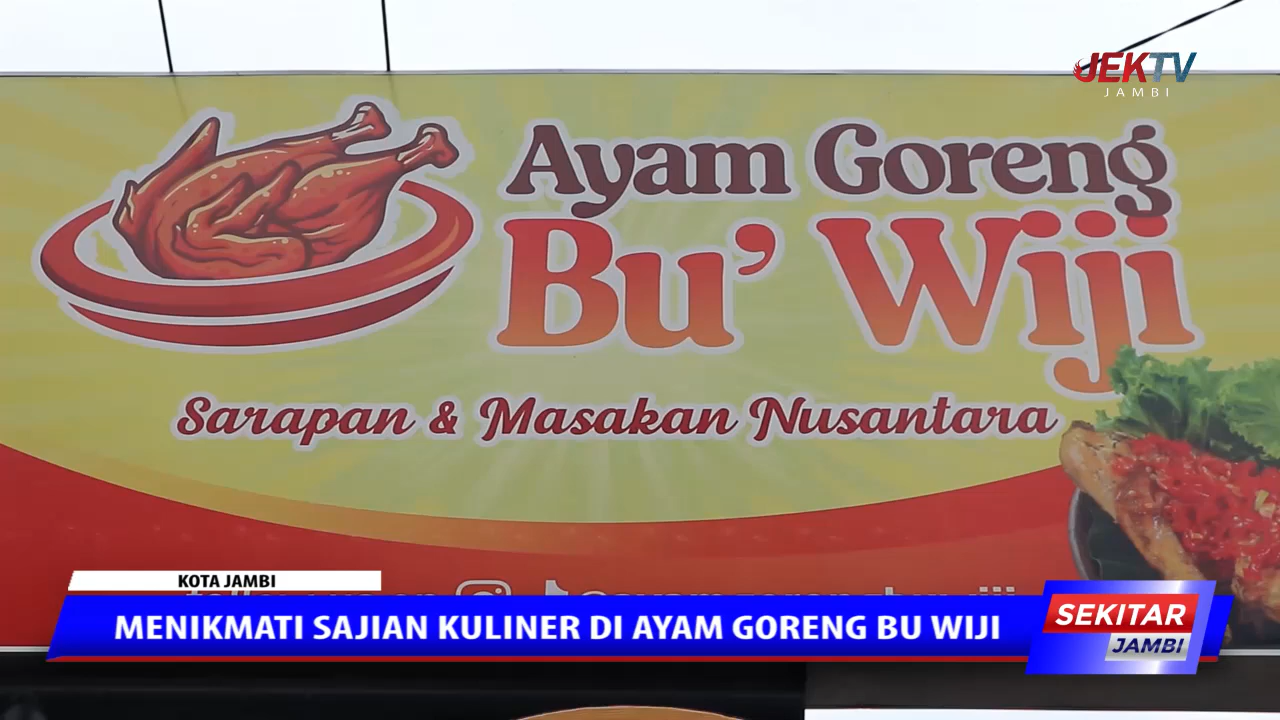 JEKTV
JAMBI
Ayam Goreng
Bu' Wiji
Sarapan & Masakan Nusantara
KOTA JAMBI
MENIKMATI SAJIAN KULINER DI AYAM GORENG BU WIJI
SEKITAR
JAMBI